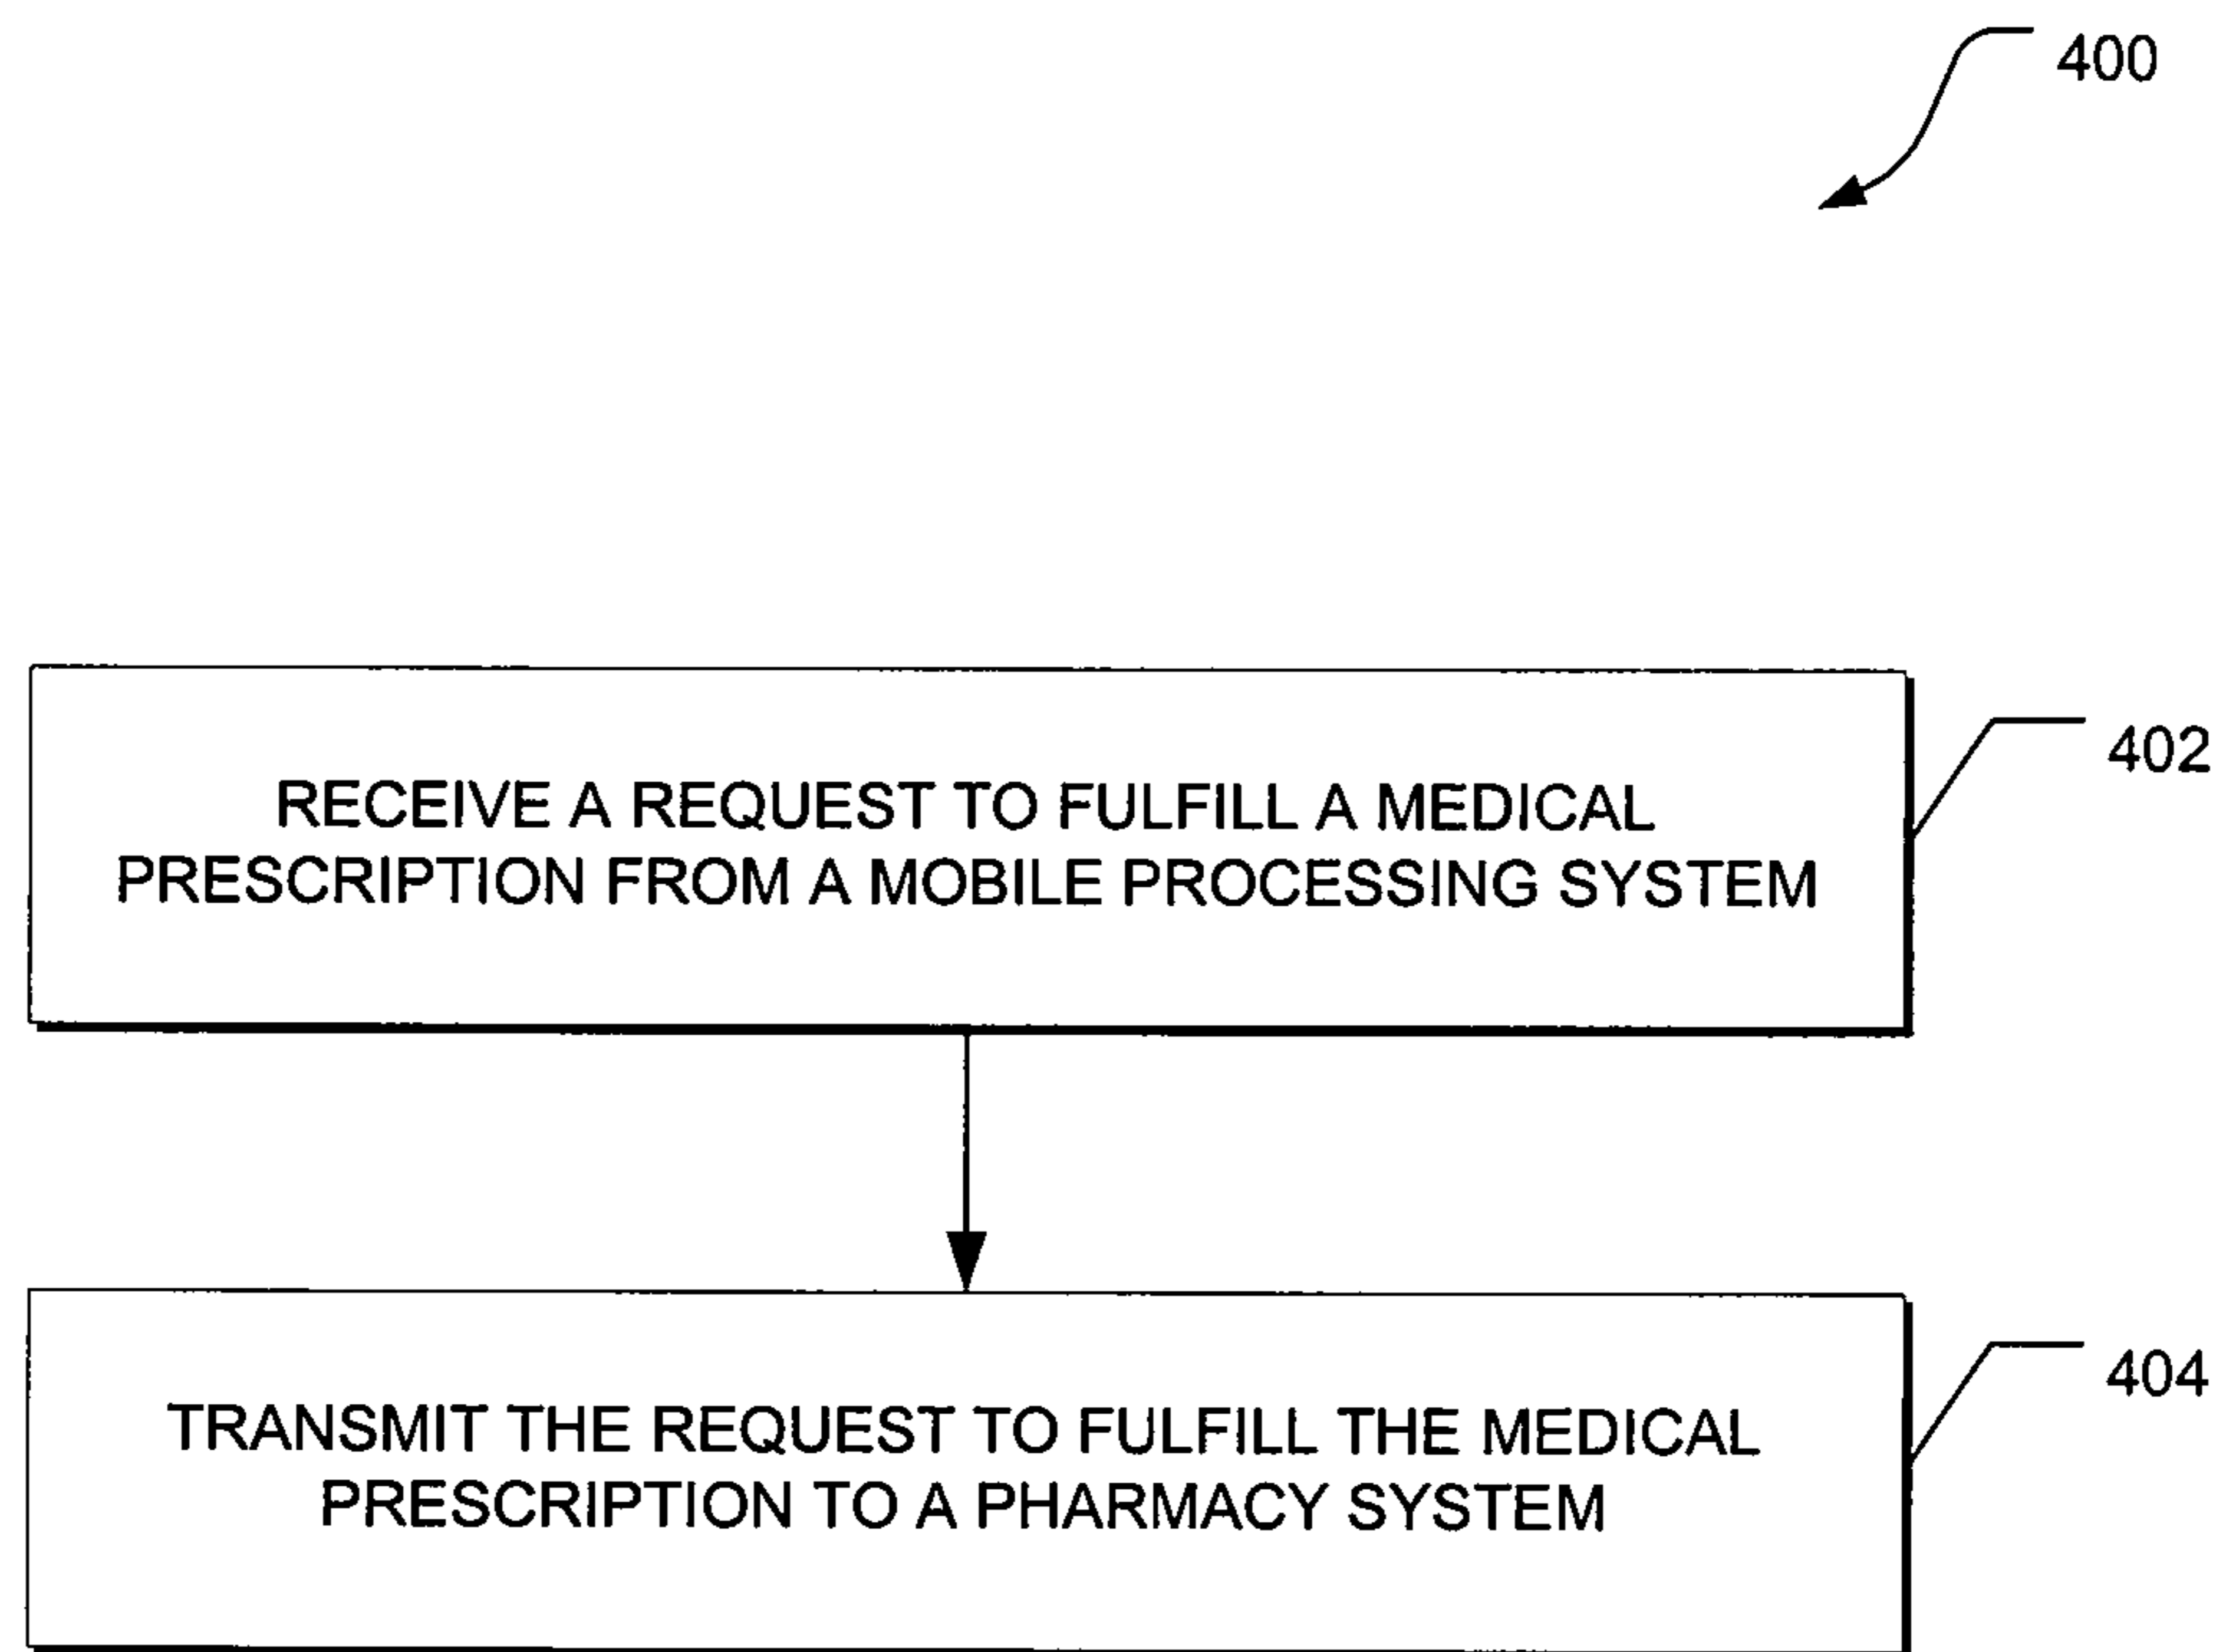 400
RECEIVE A REQUEST TO FULFILL A MEDICAL
PRESCRIPTION FROM A MOBILE PROCESSING SYSTEM
402
TRANSMIT THE REQUEST TO FULFILL THE MEDICAL
PRESCRIPTION TO A PHARMACY SYSTEM
404